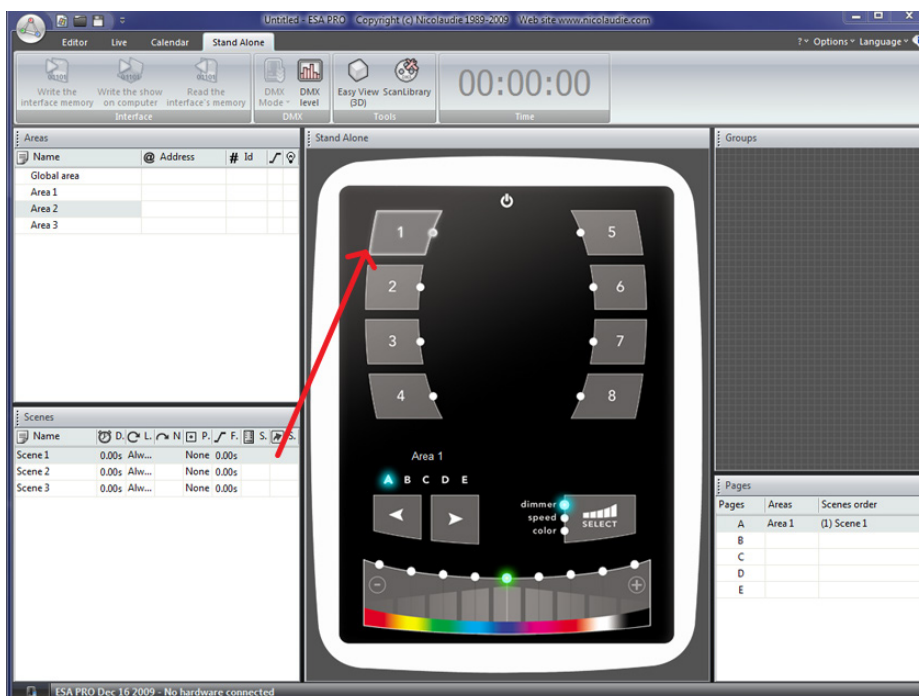 Untitled - ESA PRO Copyright (c) Nicolaudie 1989-2009 Web site www.nicolaudie.com
Editor Live Calendar Stand Alone
? Options Language
Write the interface memory
Write the show on computer
Read the interface's memory
DMX Mode
DMX level
Easy View (3D)
ScanLibrary
00:00:00
Interface DMX Tools Time
Areas
Name @ Address # Id
Global area
Area 1
Area 2
Area 3
Scenes
Name D. L. N P. F. S. S.
Scene 1 0.00s Alw... None 0.00s
Scene 2 0.00s Alw... None 0.00s
Scene 3 0.00s Alw... None 0.00s
Stand Alone
1 5
2 6
3 7
4 8
Area 1
A B C D E
dimmer
speed
color
SELECT
Groups
Pages
Pages Areas Scenes order
A Area 1 (1) Scene 1
B
C
D
E
ESA PRO Dec 16 2009 - No hardware connected